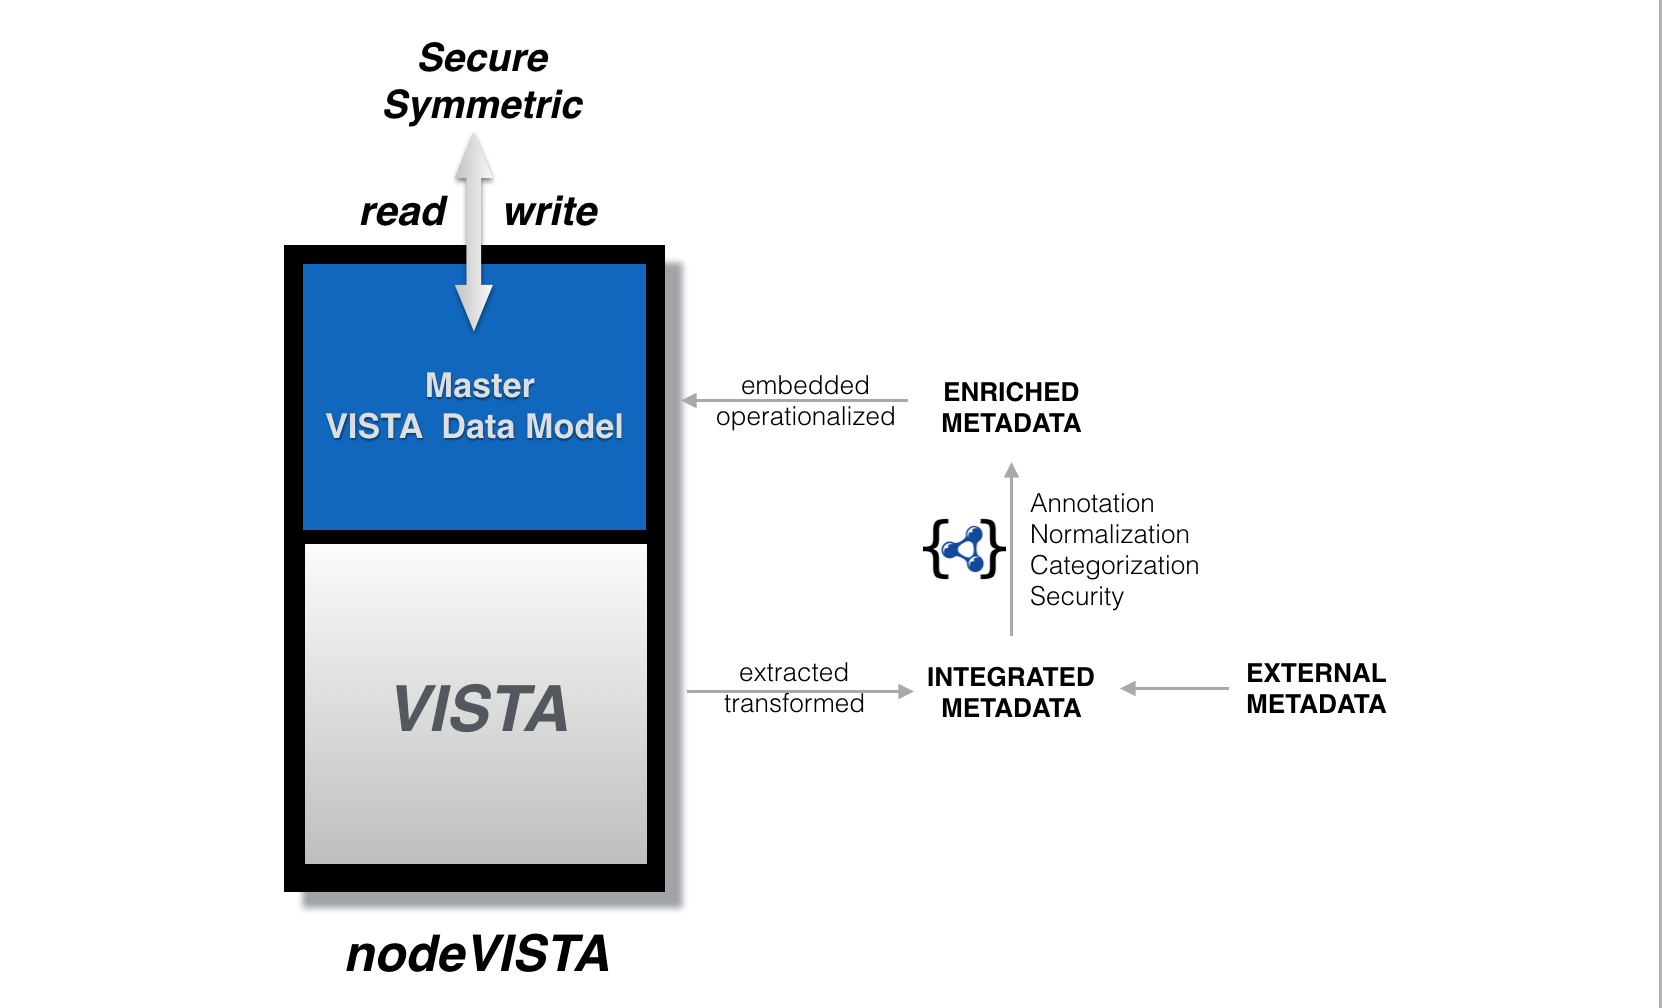 Secure
Symmetric
read write
Master
VISTA Data Model
embedded
operationalized
ENRICHED
METADATA
{ }
Annotation
Normalization
Categorization
Security
VISTA
extracted
transformed
INTEGRATED
METADATA
EXTERNAL
METADATA
nodeVISTA